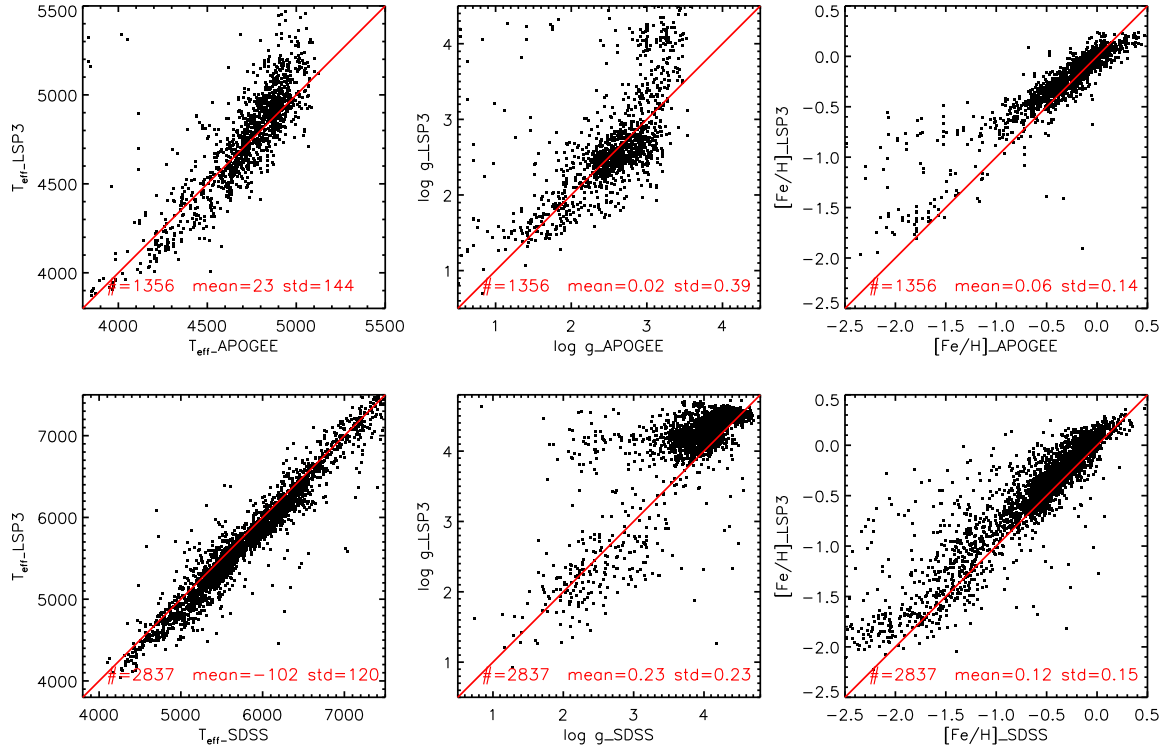 5500
5000
4500
4000
T_eff_LSP3
#=1356 mean=23 std=144
4000 4500 5000 5500
T_eff_APOGEE
4
3
2
1
log g_LSP3
#=1356 mean=0.02 std=0.39
1 2 3 4
log g_APOGEE
0.5
0.0
−0.5
−1.0
−1.5
−2.0
−2.5
[Fe/H]_LSP3
#=1356 mean=0.06 std=0.14
−2.5 −2.0 −1.5 −1.0 −0.5 0.0 0.5
[Fe/H]_APOGEE
7000
6000
5000
4000
T_eff_LSP3
#=2837 mean=−102 std=120
4000 5000 6000 7000
T_eff_SDSS
4
3
2
1
log g_LSP3
#=2837 mean=0.23 std=0.23
1 2 3 4
log g_SDSS
0.5
0.0
−0.5
−1.0
−1.5
−2.0
−2.5
[Fe/H]_LSP3
#=2837 mean=0.12 std=0.15
−2.5 −2.0 −1.5 −1.0 −0.5 0.0 0.5
[Fe/H]_SDSS